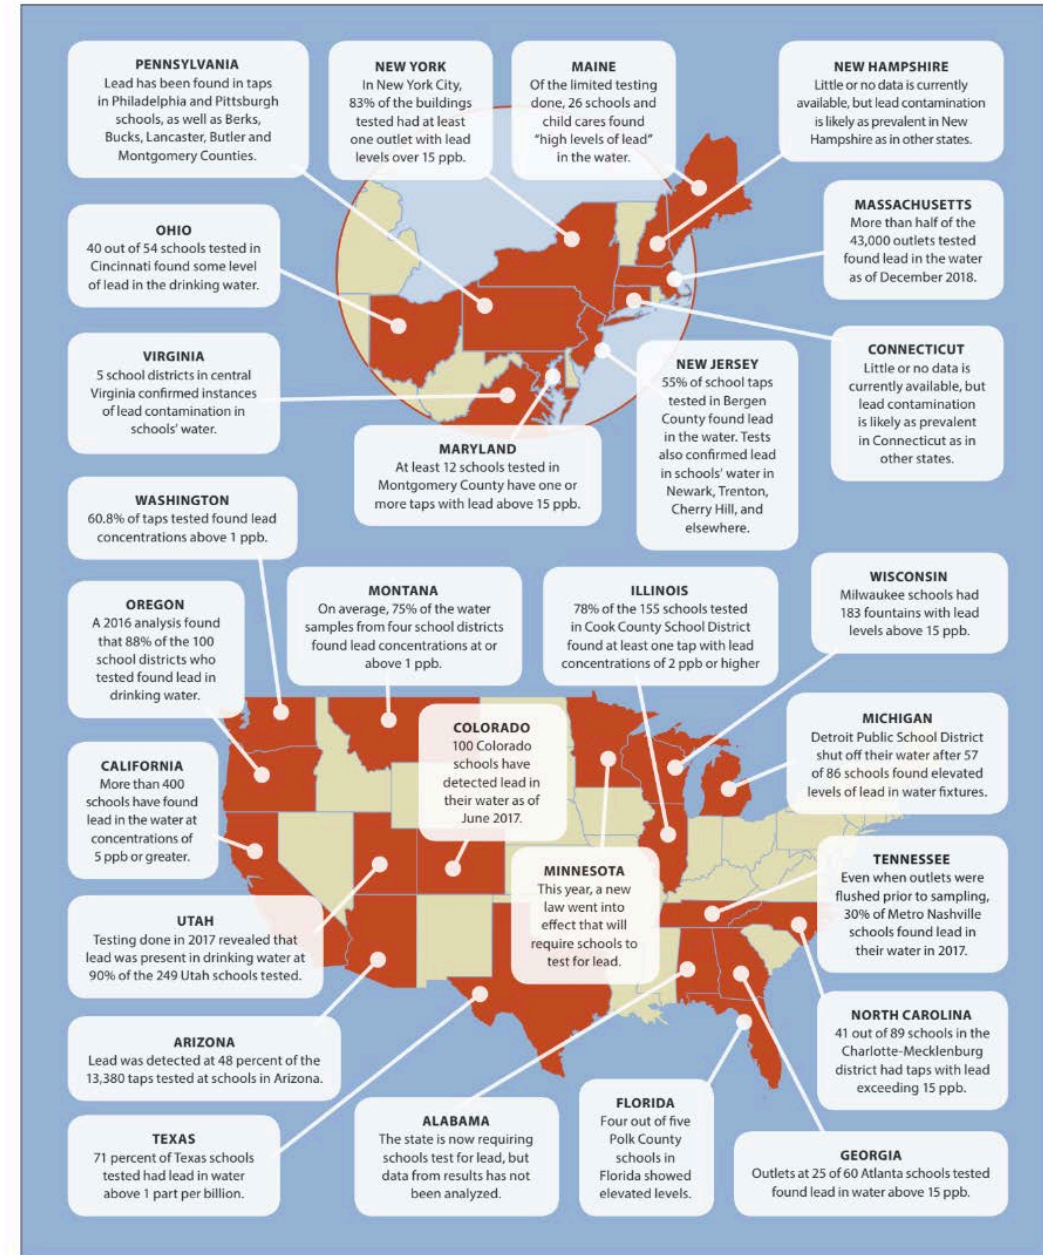 PENNSYLVANIA
Lead has been found in taps
in Philadelphia and Pittsburgh
schools, as well as Berks,
Bucks, Lancaster, Butler and
Montgomery Counties.
NEW YORK
In New York City,
83% of the buildings
tested had at least
one outlet with lead
levels over 15 ppb.
MAINE
Of the limited testing
done, 26 schools and
child cares found
“high levels of lead”
in the water.
NEW HAMPSHIRE
Little or no data is currently
available, but lead contamination
is likely as prevalent in New
Hampshire as in other states.
OHIO
40 out of 54 schools tested in
Cincinnati found some level
of lead in the drinking water.
MASSACHUSETTS
More than half of the
43,000 outlets tested
found lead in the water
as of December 2018.
VIRGINIA
5 school districts in central
Virginia confirmed instances
of lead contamination in
schools’ water.
MARYLAND
At least 12 schools tested in
Montgomery County have one or
more taps with lead above 15 ppb.
NEW JERSEY
55% of school taps
tested in Bergen
County found lead
in the water. Tests
also confirmed lead
in schools’ water in
Newark, Trenton,
Cherry Hill, and
elsewhere.
CONNECTICUT
Little or no data is
currently available, but
lead contamination
is likely as prevalent
in Connecticut as in
other states.
WASHINGTON
60.8% of taps tested found lead
concentrations above 1 ppb.
OREGON
A 2016 analysis found
that 88% of the 100
school districts who
tested found lead in
drinking water.
MONTANA
On average, 75% of the water
samples from four school districts
found lead concentrations at or
above 1 ppb.
ILLINOIS
78% of the 155 schools tested
in Cook County School District
found at least one tap with lead
concentrations of 2 ppb or higher
WISCONSIN
Milwaukee schools had
183 fountains with lead
levels above 15 ppb.
CALIFORNIA
More than 400
schools have found
lead in the water at
concentrations of
5 ppb or greater.
COLORADO
100 Colorado
schools have
detected lead in
their water as of
June 2017.
MICHIGAN
Detroit Public School District
shut off their water after 57
of 86 schools found elevated
levels of lead in water fixtures.
MINNESOTA
This year, a new
law went into
effect that will
require schools to
test for lead.
TENNESSEE
Even when outlets were
flushed prior to sampling,
30% of Metro Nashville
schools found lead in
their water in 2017.
UTAH
Testing done in 2017 revealed that
lead was present in drinking water at
90% of the 249 Utah schools tested.
ARIZONA
Lead was detected at 48 percent of the
13,380 taps tested at schools in Arizona.
NORTH CAROLINA
41 out of 89 schools in the
Charlotte-Mecklenburg
district had taps with lead
exceeding 15 ppb.
TEXAS
71 percent of Texas schools
tested had lead in water
above 1 part per billion.
ALABAMA
The state is now requiring
schools test for lead, but
data from results has not
been analyzed.
FLORIDA
Four out of five
Polk County
schools in
Florida showed
elevated levels.
GEORGIA
Outlets at 25 of 60 Atlanta schools tested
found lead in water above 15 ppb.